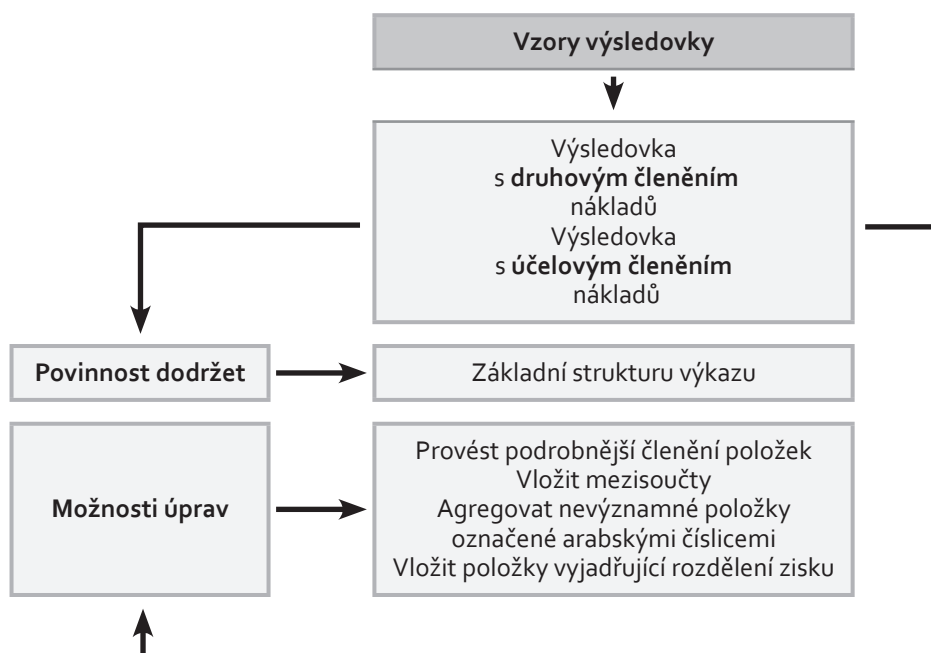 Vzory výsledovky
Výsledovka
s druhovým členěním
nákladů
Výsledovka
s účelovým členěním
nákladů
Povinnost dodržet
Základní strukturu výkazu
Možnosti úprav
Provést podrobnější členění položek
Vložit mezisoučty
Agregovat nevýznamné položky
označené arabskými číslicemi
Vložit položky vyjadřující rozdělení zisku